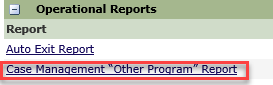 Operational Reports
Report
Auto Exit Report
Case Management “Other Program” Report